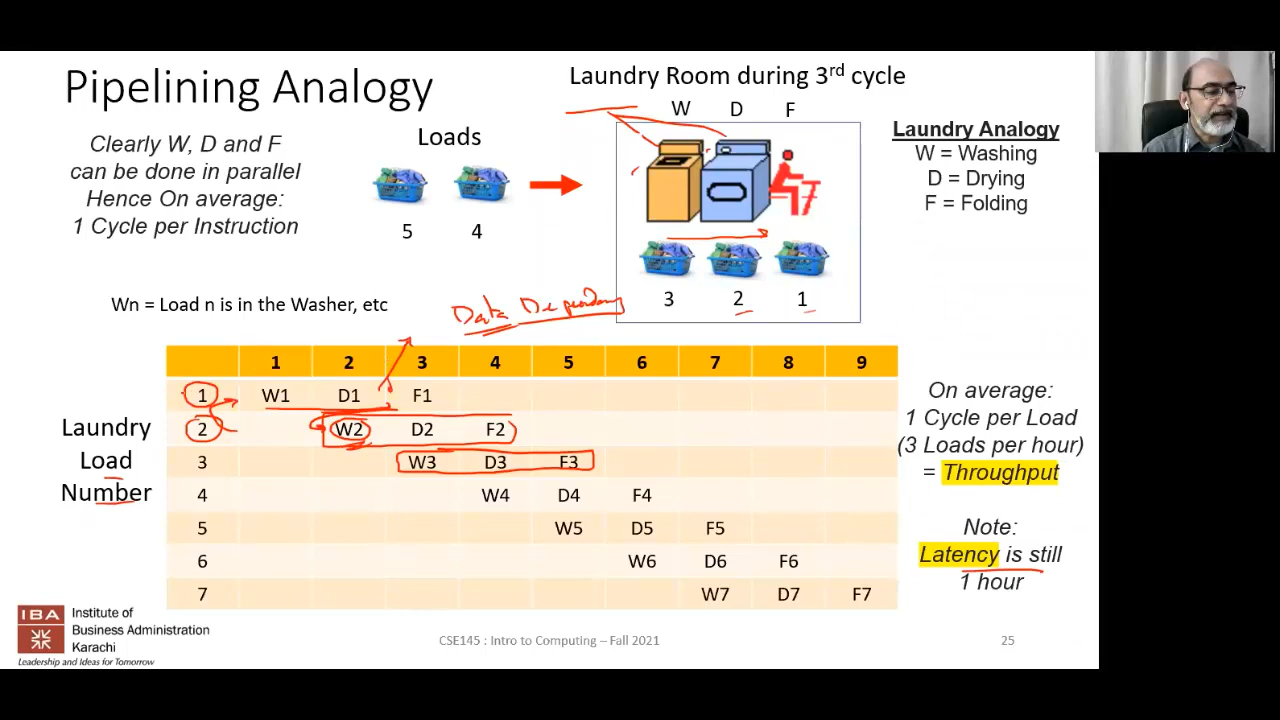 Pipelining Analogy
Clearly W, D and F
can be done in parallel
Hence On average:
1 Cycle per Instruction
Loads
5 4
Laundry Room during 3rd cycle
W D F
3 2 1
Laundry Analogy
W = Washing
D = Drying
F = Folding
Wn = Load n is in the Washer, etc
Data Dependency
Laundry
Load
Number
1 2 3 4 5 6 7 8 9
1 W1 D1 F1
2 W2 D2 F2
3 W3 D3 F3
4 W4 D4 F4
5 W5 D5 F5
6 W6 D6 F6
7 W7 D7 F7
On average:
1 Cycle per Load
(3 Loads per hour)
= Throughput
Note:
Latency is still
1 hour
IBA
Institute of
Business Administration
Karachi
Leadership and Ideas for Tomorrow
CSE145 : Intro to Computing – Fall 2021
25